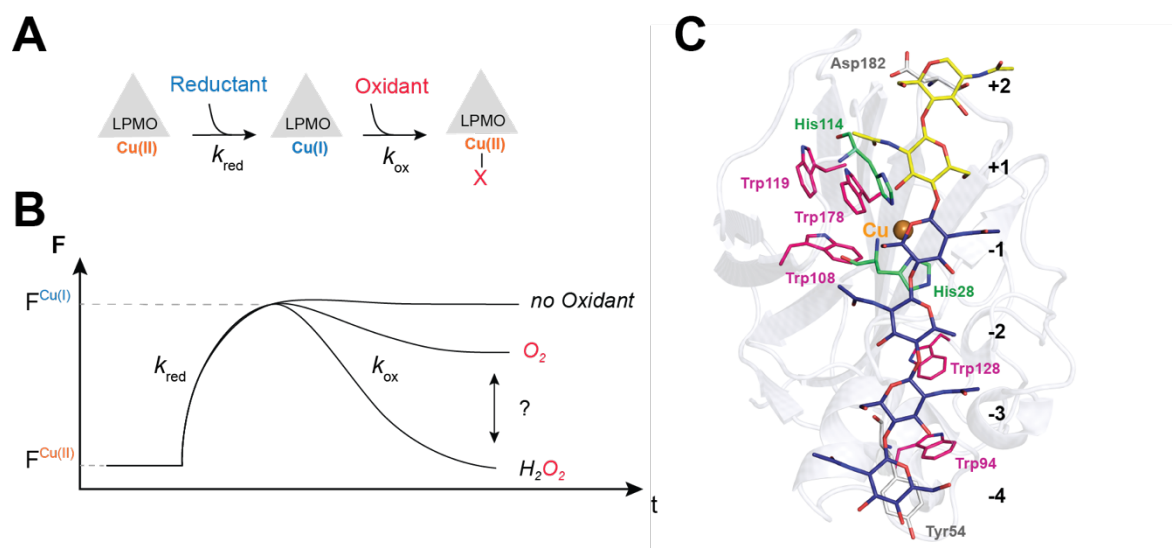 A
Reductant
Oxidant
LPMO
Cu(II)
k red
LPMO
Cu(I)
k ox
LPMO
Cu(II)
X
B
F
F Cu(I)
no Oxidant
k red
O2
k ox
?
F Cu(II)
H2O2
t
C
Asp182
+2
His114
+1
Trp119
Trp178
Cu
-1
Trp108
His28
-2
Trp128
-3
Trp94
-4
Tyr54